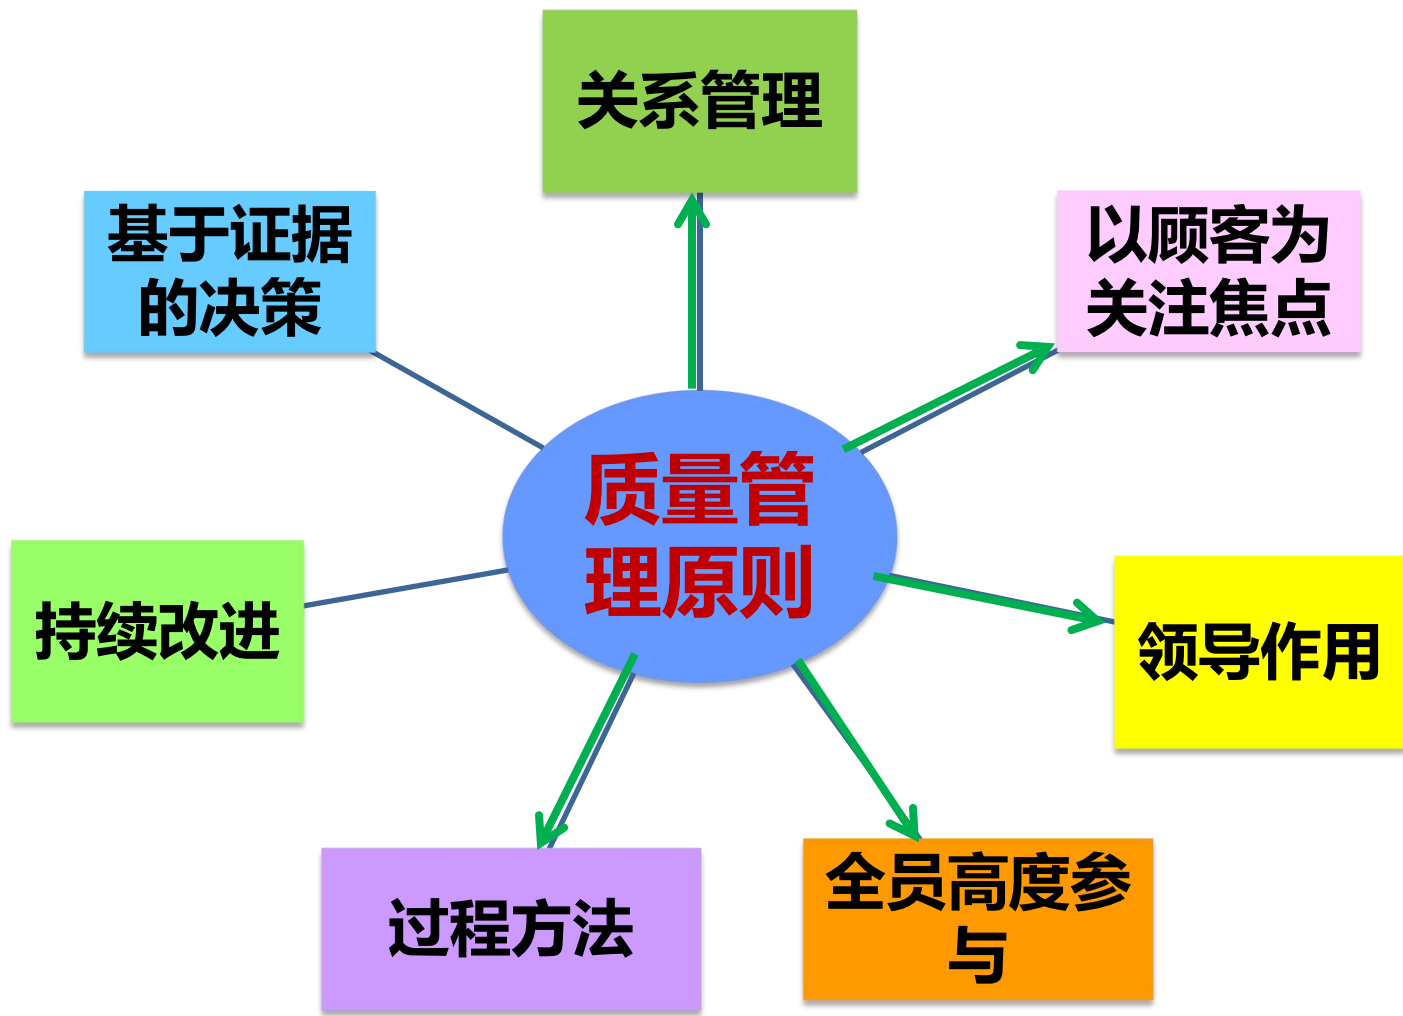 关系管理
基于证据
的决策
以顾客为
关注焦点
质量管
理原则
持续改进
领导作用
过程方法
全员高度参
与